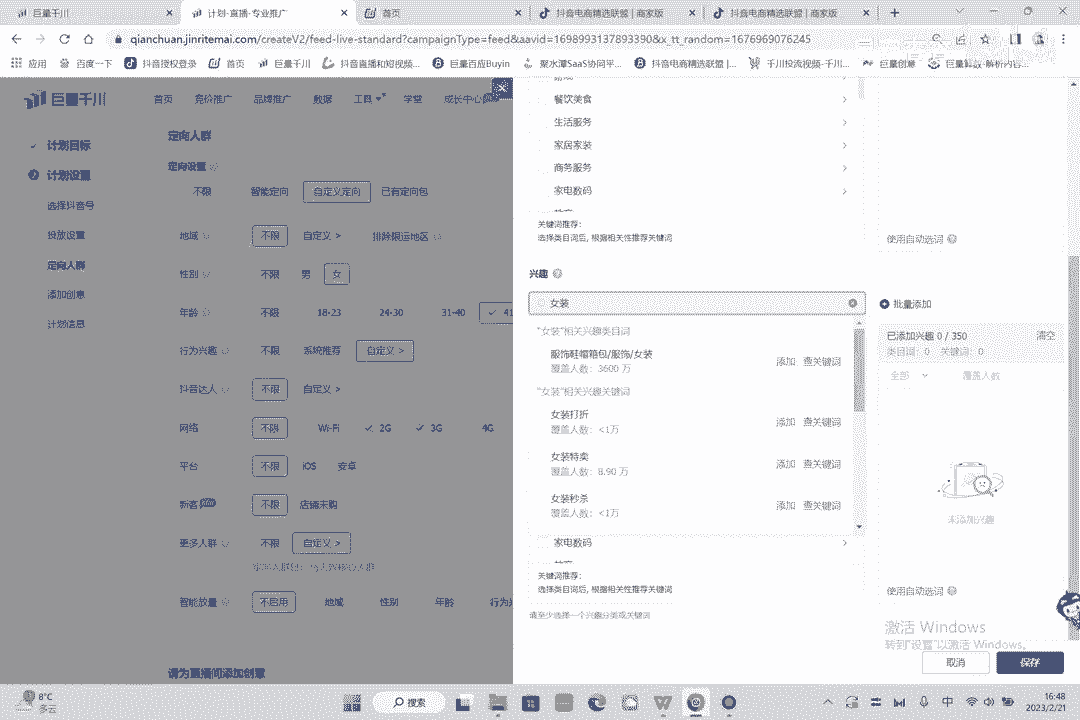 巨量千川
计划-直播-专业推广
首页
抖音电商精选联盟 | 商家版
抖音电商精选联盟 | 商家版
qianchuan.jinritemai.com/createV2/feed-live-standard?campaignType=feed&aavid=1698993137893390&x_tt_random=1676969076245
应用
百度一下
抖音授权登录
首页
巨量千川
抖音直播和短视频...
巨量百应Buyin
聚水潭SaaS协同平...
抖音电商精选联盟 |...
千川投流视频-千川...
巨量创意
巨量千川
首页
竞价推广
品牌推广
数据
工具
学堂
成长中心
计划目标
计划设置
选择抖音号
投放设置
定向人群
添加创意
计划信息
定向人群
定向设置
不限
智能定向
自定义定向
已有定向包
地域
不限
自定义 >
排除限运地区
性别
不限
男
女
年龄
不限
18-23
24-30
31-40
41
行为兴趣
不限
系统推荐
自定义 >
抖音达人
不限
自定义 >
网络
不限
Wi-Fi
2G
3G
4G
平台
不限
iOS
安卓
新客
不限
店铺未购
更多人群
不限
自定义 >
智能放量
不启用
地域
性别
年龄
行为兴
请为直播间添加创意
餐饮美食
生活服务
家居家装
商务服务
家电数码
关键词推荐:
选择类目词后, 根据相关性推荐关键词
使用自动选词
兴趣
女装
批量添加
"女装"相关兴趣类目词
服饰鞋帽箱包/服饰/女装
覆盖人数: 3600 万
添加
查关键词
"女装"相关兴趣关键词
女装打折
覆盖人数: <1万
添加
查关键词
女装特卖
覆盖人数: 8.90 万
添加
查关键词
女装秒杀
覆盖人数: <1万
添加
查关键词
已添加兴趣 0 / 350
清空
类目词: 0 关键词: 0
全部
覆盖人数
未添加兴趣
家电数码
关键词推荐:
选择类目词后, 根据相关性推荐关键词
使用自动选词
请至少选择一个兴趣分类或关键词
激活 Windows
转到"设置"以激活 Windows。
取消
保存
8°C
多云
搜索
中
16:48
2023/2/21